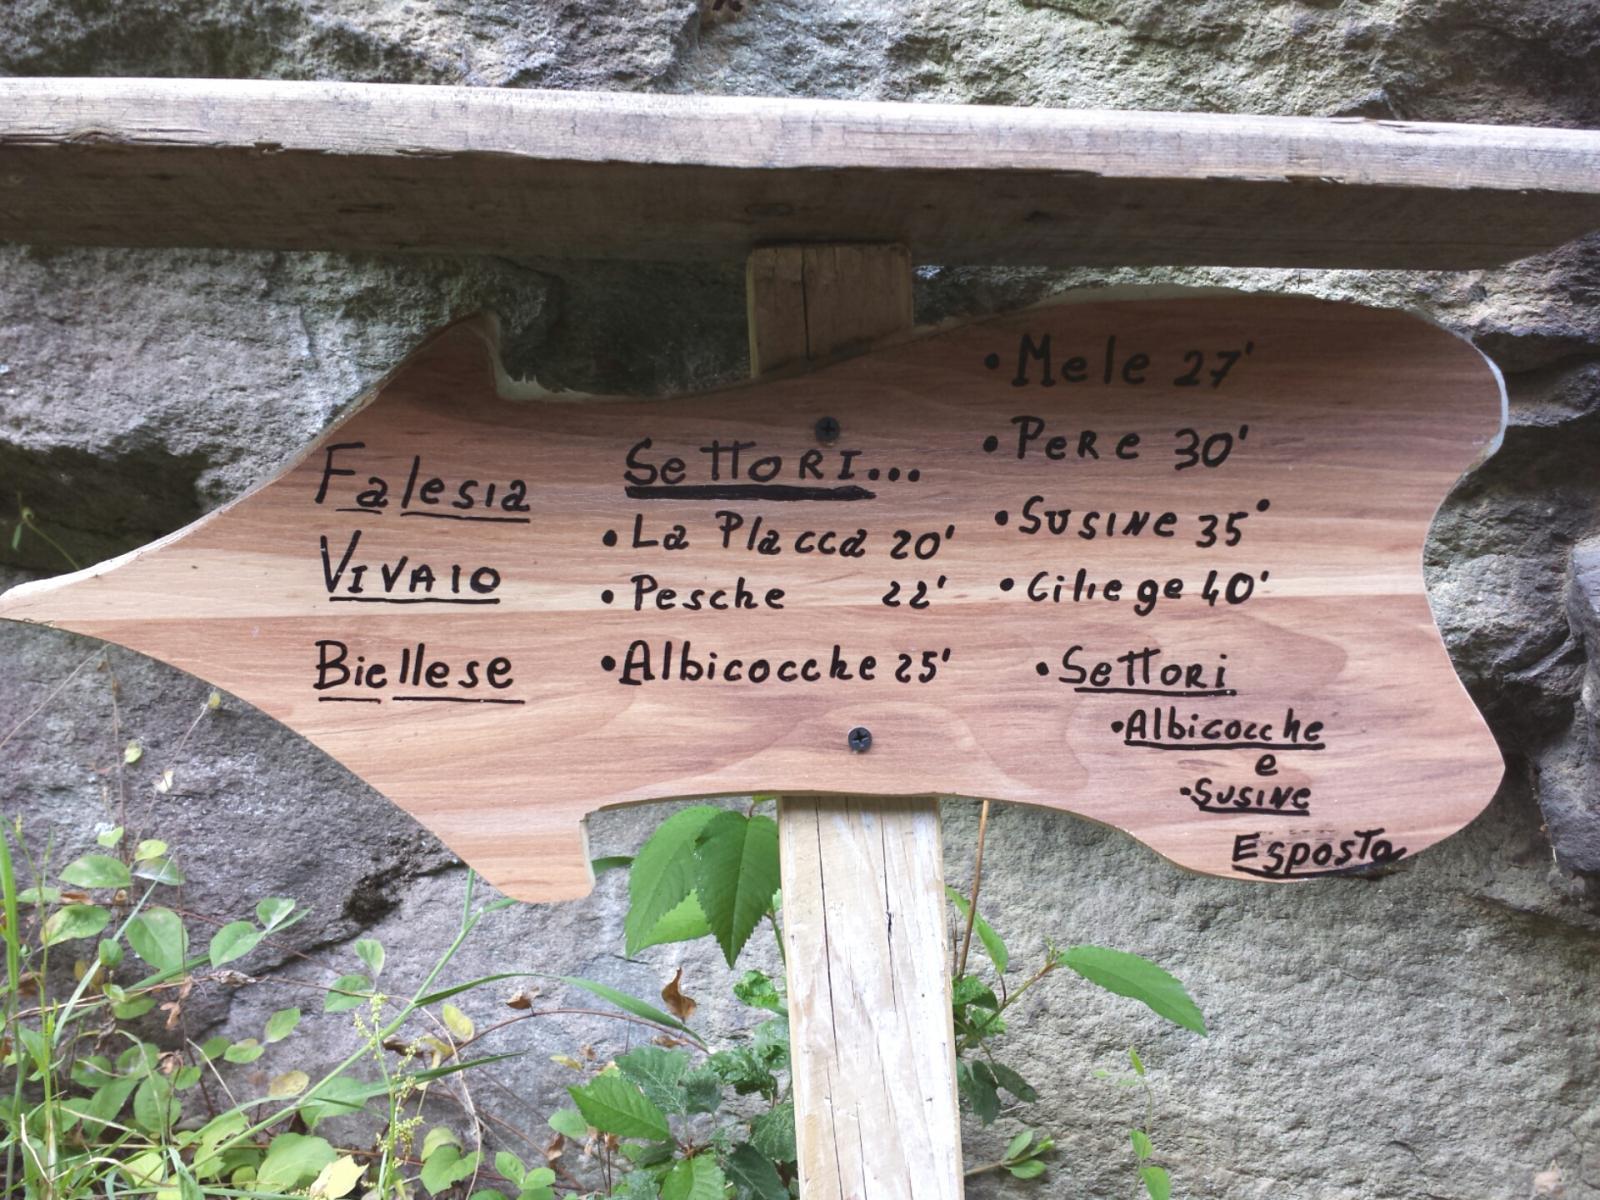 Falesia
Vivaio
Biellese
Settori...
• La Placca 20'
• Pesche 22'
• Albicocche 25'
• Mele 27'
• Pere 30'
• Susine 35°
• Ciliege 40'
• Settori
• Albicocche
e
• Susine
Esposta